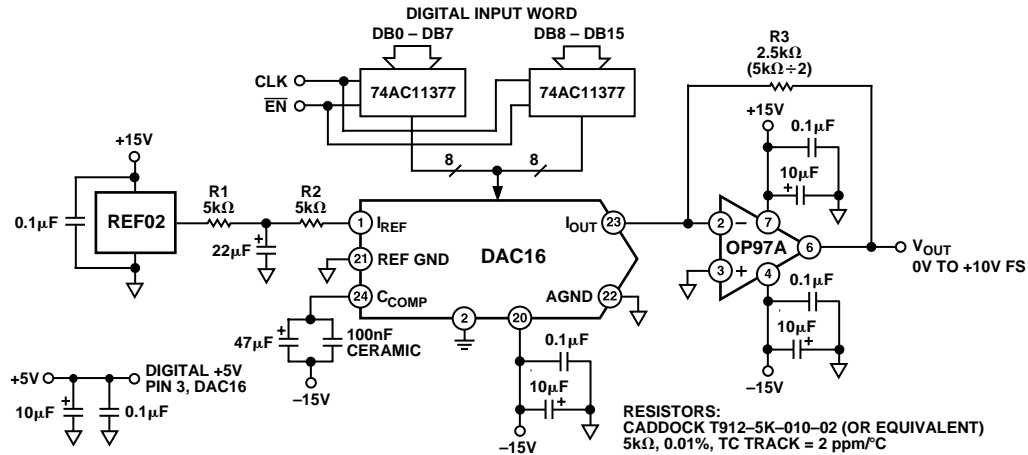 DIGITAL INPUT WORD
DB0 – DB7
DB8 – DB15
CLK
EN
74AC11377
74AC11377
8
8
R3
2.5kΩ
(5kΩ÷2)
+15V
0.1µF
10µF
+
+15V
0.1µF
REF02
R1
5kΩ
R2
5kΩ
22µF
+
1
IREF
21
REF GND
24
CCOMP
DAC16
IOUT
23
AGND
22
2
20
2
–
3
+
7
OP97A
4
6
VOUT
0V TO +10V FS
0.1µF
10µF
+
–15V
47µF
+
100nF
CERAMIC
–15V
0.1µF
10µF
+
–15V
+5V
DIGITAL +5V
PIN 3, DAC16
10µF
+
0.1µF
RESISTORS:
CADDOCK T912–5K–010–02 (OR EQUIVALENT)
5kΩ, 0.01%, TC TRACK = 2 ppm/°C